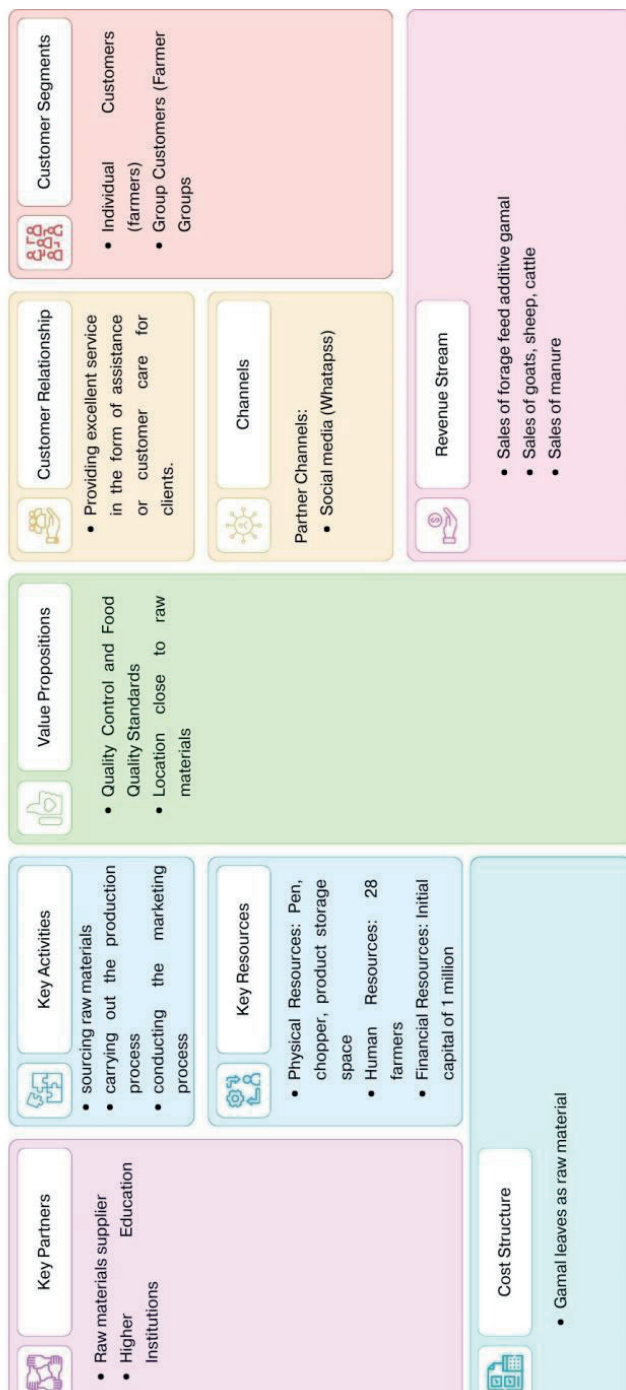 Key Partners
• Raw materials supplier
• Higher Education
Institutions
Key Activities
• sourcing raw materials
• carrying out the production
process
• conducting the marketing
process
Key Resources
• Physical Resources: Pen,
chopper, product storage
space
• Human Resources: 28
farmers
• Financial Resources: Initial
capital of 1 million
Value Propositions
• Quality Control and Food
Quality Standards
• Location close to raw
materials
Customer Relationship
• Providing excellent service
in the form of assistance
or customer care for
clients.
Channels
Partner Channels:
• Social media (Whatapss)
Customer Segments
• Individual Customers
(farmers)
• Group Customers (Farmer
Groups
Cost Structure
• Gamal leaves as raw material
Revenue Stream
• Sales of forage feed additive gamal
• Sales of goats, sheep, cattle
• Sales of manure